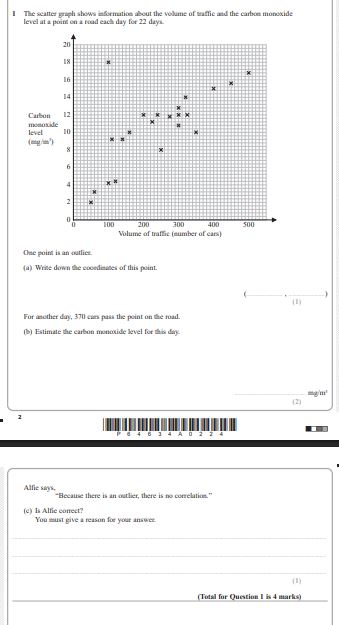 1 The scatter graph shows information about the volume of traffic and the carbon monoxide
level at a point on a road each day for 22 days.
20
18
16
14
Carbon
monoxide
level
(mg/m³)
12
10
8
6
4
2
0
0 100 200 300 400 500
Volume of traffic (number of cars)
One point is an outlier.
(a) Write down the coordinates of this point.
(.................... , ....................)
(1)
For another day, 370 cars pass the point on the road.
(b) Estimate the carbon monoxide level for this day.
.................... mg/m³
(2)
2
P 6 4 6 3 4 A 0 2 2 4
Alfie says,
"Because there is an outlier, there is no correlation."
(c) Is Alfie correct?
You must give a reason for your answer.
(1)
(Total for Question 1 is 4 marks)